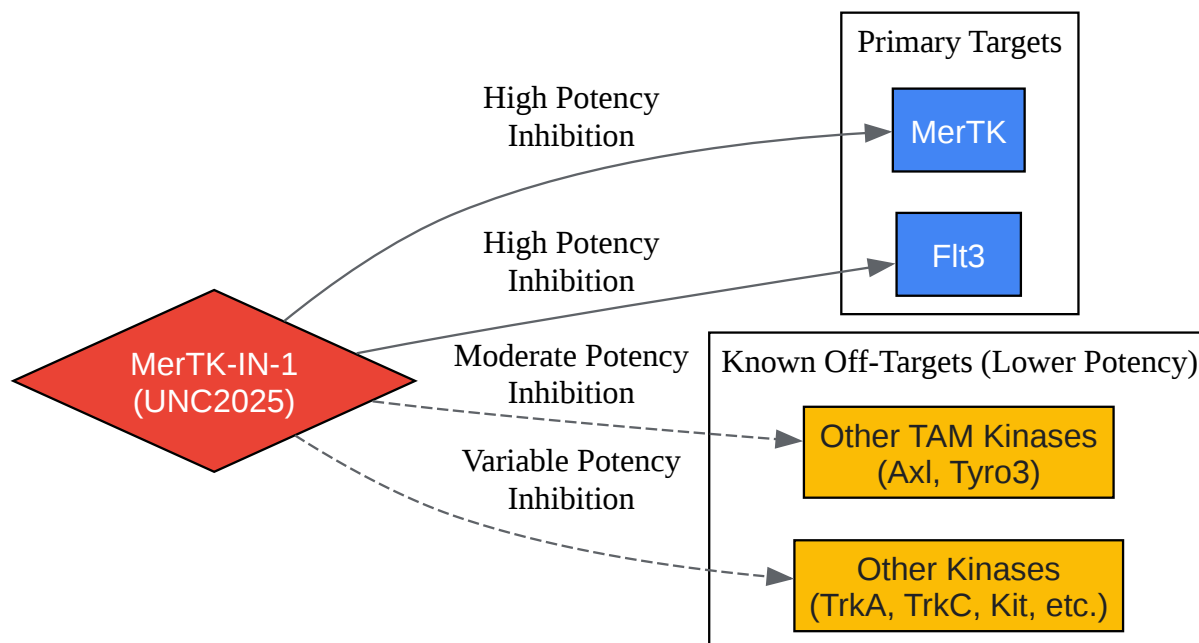 Primary Targets
High Potency
Inhibition
MerTK
High Potency
Inhibition
Flt3
MerTK-IN-1
(UNC2025)
Moderate Potency
Inhibition
Known Off-Targets (Lower Potency)
Other TAM Kinases
(Axl, Tyro3)
Variable Potency
Inhibition
Other Kinases
(TrkA, TrkC, Kit, etc.)